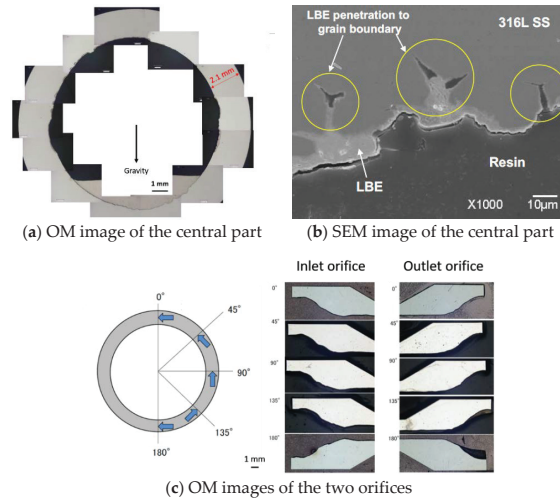 2.1 mm
Gravity
1 mm
(a) OM image of the central part
LBE penetration to
grain boundary
316L SS
Resin
LBE
X1000
10μm
(b) SEM image of the central part
0°
45°
90°
135°
180°
1 mm
Inlet orifice
Outlet orifice
0°
0°
45°
45°
90°
90°
135°
135°
180°
180°
(c) OM images of the two orifices